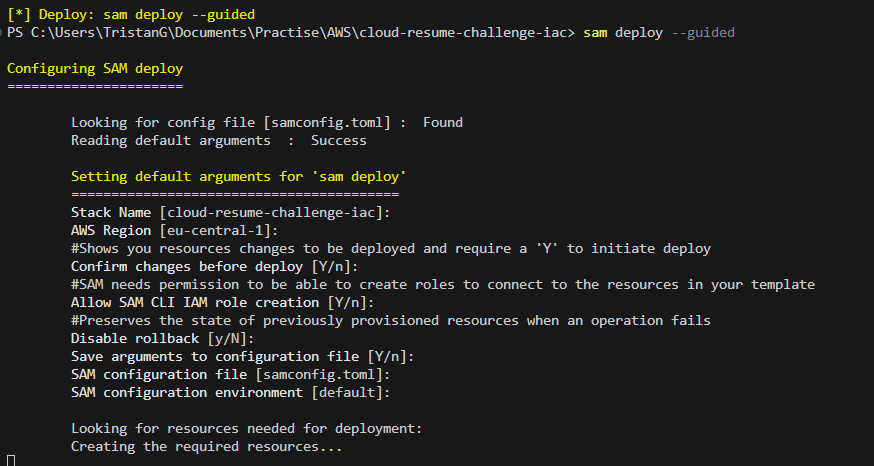 [*] Deploy: sam deploy --guided
PS C:\Users\TristanG\Documents\Practise\AWS\cloud-resume-challenge-iac> sam deploy --guided
Configuring SAM deploy
======================
Looking for config file [samconfig.toml] :  Found
Reading default arguments  :  Success
Setting default arguments for 'sam deploy'
=========================================
Stack Name [cloud-resume-challenge-iac]:
AWS Region [eu-central-1]:
#Shows you resources changes to be deployed and require a 'Y' to initiate deploy
Confirm changes before deploy [Y/n]:
#SAM needs permission to be able to create roles to connect to the resources in your template
Allow SAM CLI IAM role creation [Y/n]:
#Preserves the state of previously provisioned resources when an operation fails
Disable rollback [y/N]:
Save arguments to configuration file [Y/n]:
SAM configuration file [samconfig.toml]:
SAM configuration environment [default]:
Looking for resources needed for deployment:
Creating the required resources...